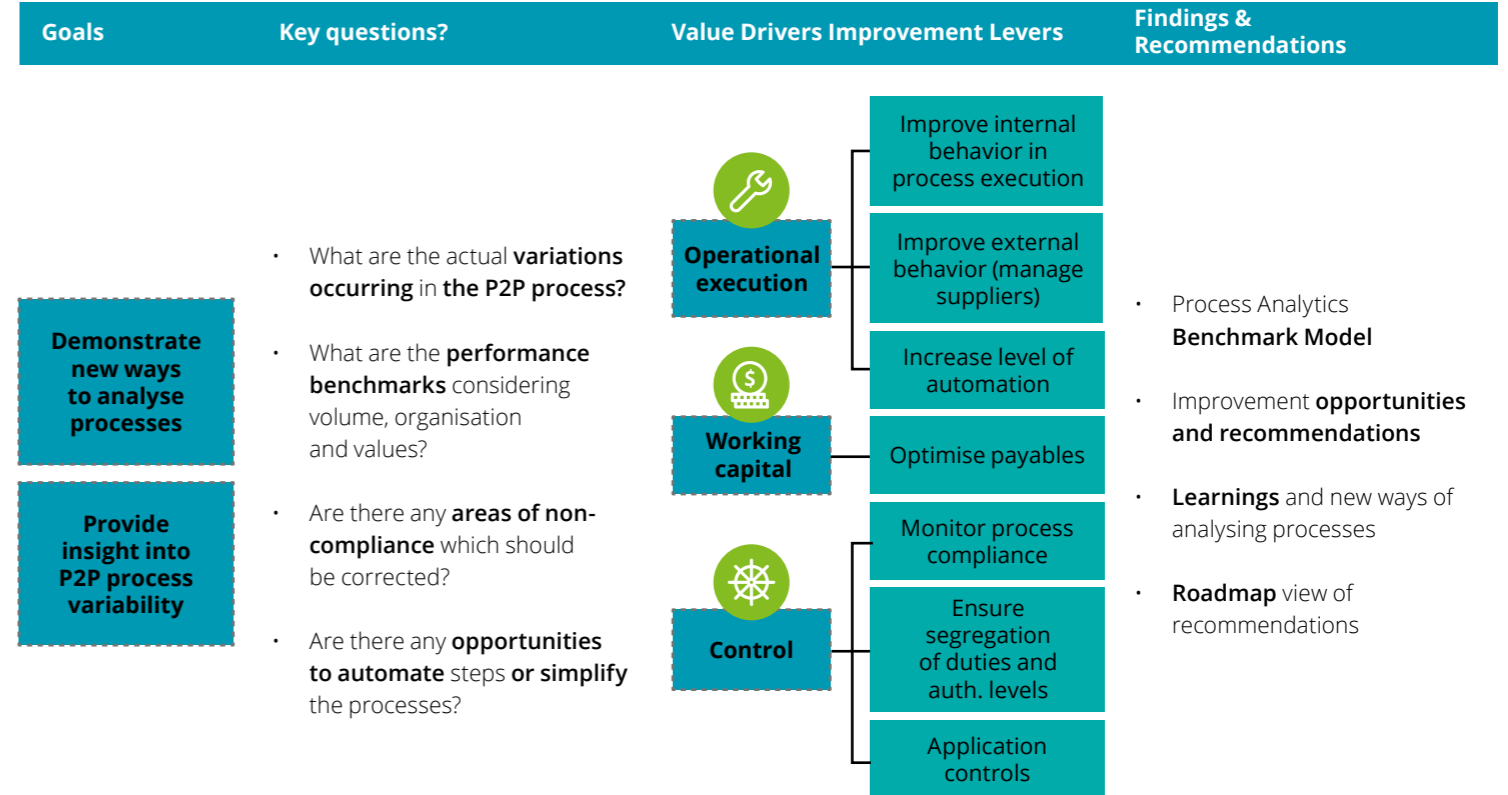 Goals
Key questions?
Value Drivers Improvement Levers
Findings &
Recommendations
Demonstrate
new ways
to analyse
processes
Provide
insight into
P2P process
variability
• What are the actual variations
occurring in the P2P process?
• What are the performance
benchmarks considering
volume, organisation
and values?
• Are there any areas of non-
compliance which should
be corrected?
• Are there any opportunities
to automate steps or simplify
the processes?
$
Operational
execution
Working
capital
Control
Improve internal
behavior in
process execution
Improve external
behavior (manage
suppliers)
Increase level of
automation
Optimise payables
Monitor process
compliance
Ensure
segregation
of duties and
auth. levels
Application
controls
• Process Analytics
Benchmark Model
• Improvement opportunities
and recommendations
• Learnings and new ways of
analysing processes
• Roadmap view of
recommendations